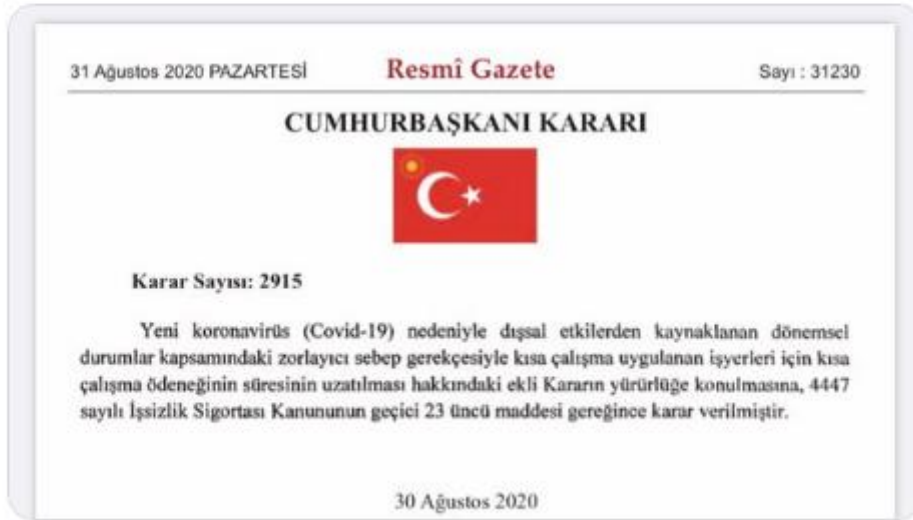 31 Ağustos 2020 PAZARTESİ Resmî Gazete Sayı : 31230
CUMHURBAŞKANI KARARI
Karar Sayısı: 2915
Yeni koronavirüs (Covid-19) nedeniyle dışsal etkilerden kaynaklanan dönemsel
durumlar kapsamındaki zorlayıcı sebep gerekçesiyle kısa çalışma uygulanan işyerleri için kısa
çalışma ödeneğinin süresinin uzatılması hakkındaki ekli Kararın yürürlüğe konulmasına, 4447
sayılı İşsizlik Sigortası Kanununun geçici 23 üncü maddesi gereğince karar verilmiştir.
30 Ağustos 2020